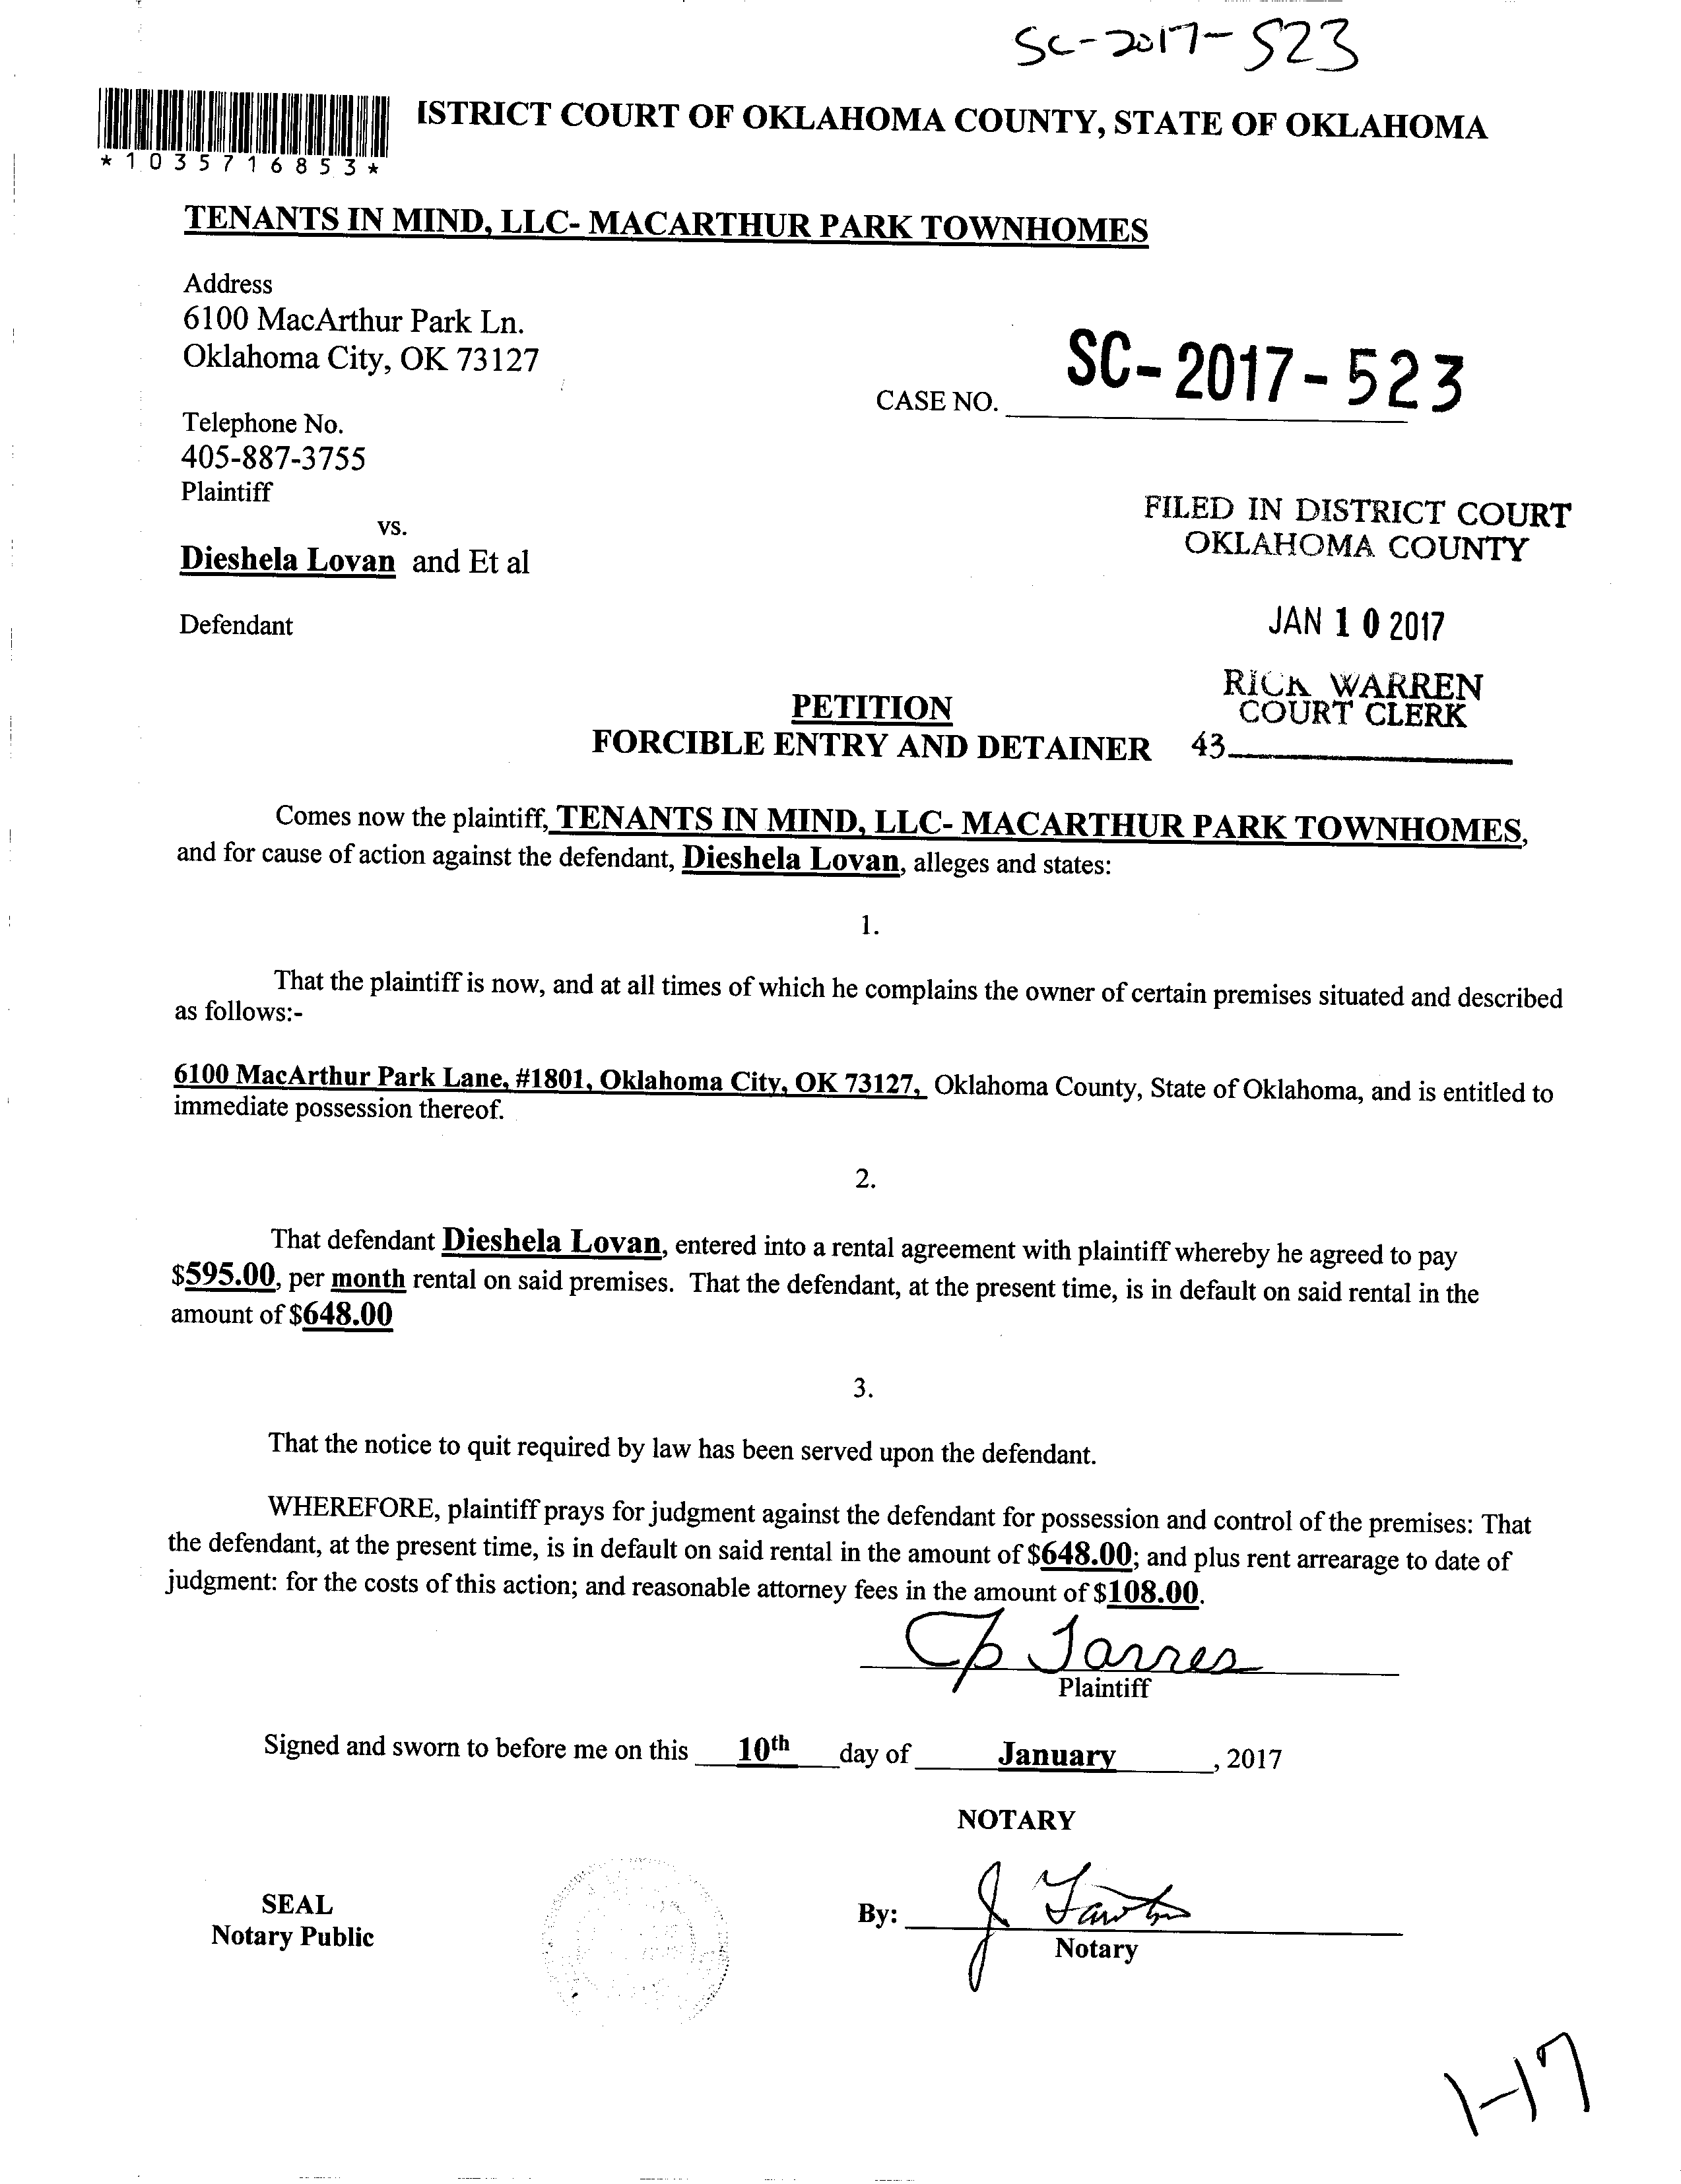 SC-2017-523
ISTRICT COURT OF OKLAHOMA COUNTY, STATE OF OKLAHOMA
*1035716853*
TENANTS IN MIND, LLC- MACARTHUR PARK TOWNHOMES
Address
6100 MacArthur Park Ln.
Oklahoma City, OK 73127
CASE NO. SC-2017-523
Telephone No.
405-887-3755
Plaintiff
vs.
Dieshela Lovan and Et al
Defendant
FILED IN DISTRICT COURT
OKLAHOMA COUNTY
JAN 10 2017
RICK WARREN
COURT CLERK
43
PETITION
FORCIBLE ENTRY AND DETAINER
Comes now the plaintiff, TENANTS IN MIND, LLC- MACARTHUR PARK TOWNHOMES,
and for cause of action against the defendant, Dieshela Lovan, alleges and states:
1.
That the plaintiff is now, and at all times of which he complains the owner of certain premises situated and described
as follows:-
6100 MacArthur Park Lane, #1801, Oklahoma City, OK 73127, Oklahoma County, State of Oklahoma, and is entitled to
immediate possession thereof.
2.
That defendant Dieshela Lovan, entered into a rental agreement with plaintiff whereby he agreed to pay
$595.00, per month rental on said premises. That the defendant, at the present time, is in default on said rental in the
amount of $648.00
3.
That the notice to quit required by law has been served upon the defendant.
WHEREFORE, plaintiff prays for judgment against the defendant for possession and control of the premises: That
the defendant, at the present time, is in default on said rental in the amount of $648.00; and plus rent arrearage to date of
judgment: for the costs of this action; and reasonable attorney fees in the amount of $108.00.
Plaintiff
Signed and sworn to before me on this 10th day of January, 2017
NOTARY
SEAL
Notary Public
By:
Notary
1-17